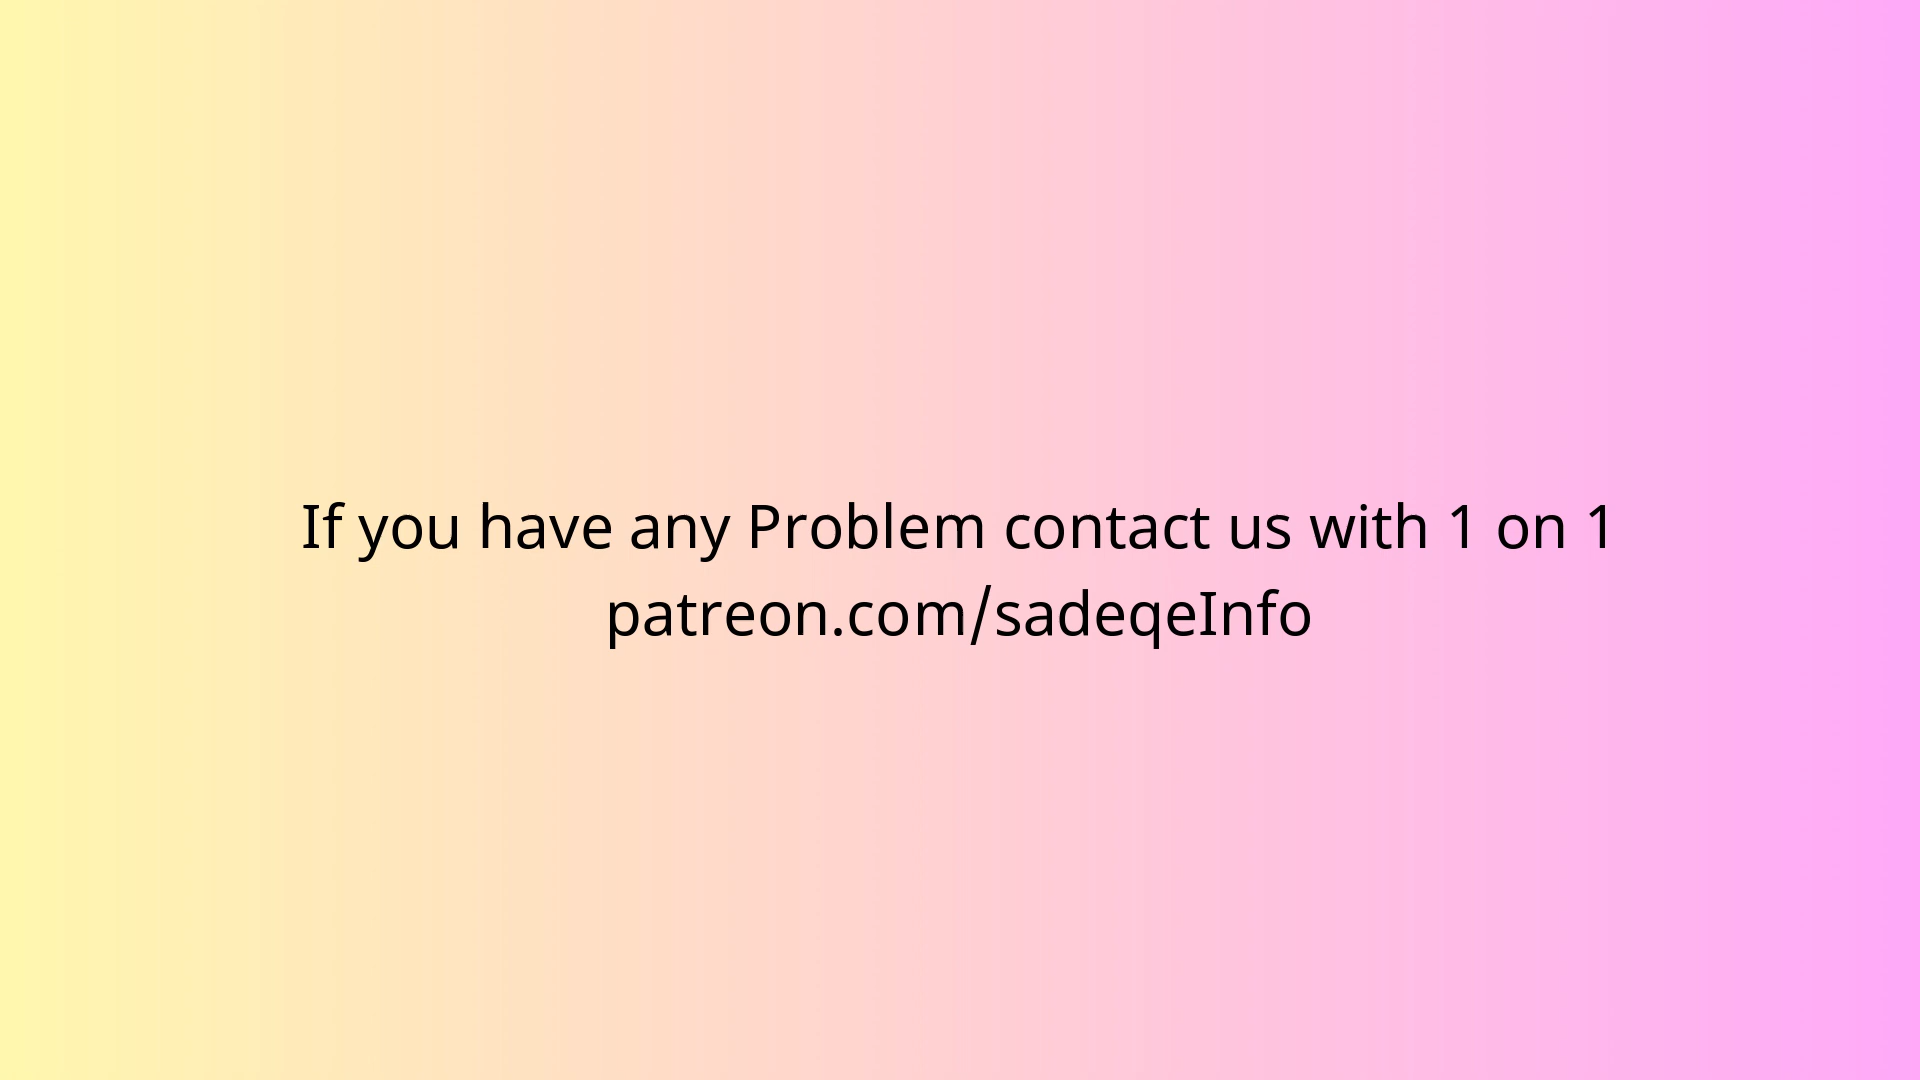 If you have any Problem contact us with 1 on 1
patreon.com/sadeqeInfo